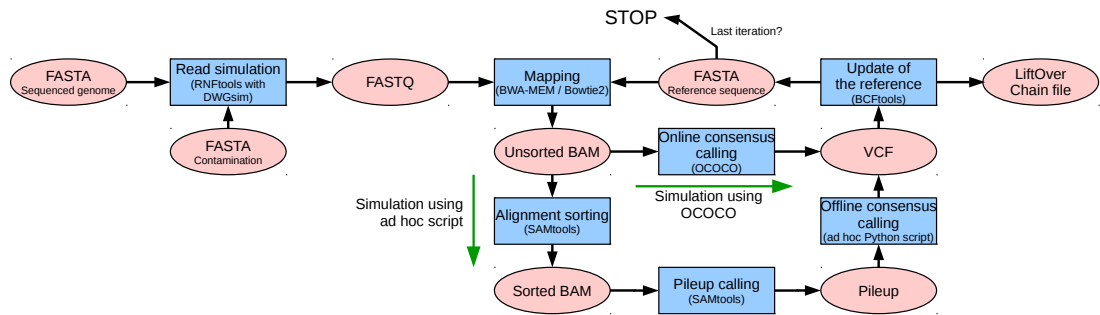 STOP
Last iteration?
FASTA
Sequenced genome
Read simulation
(RNFtools with
DWGsim)
FASTQ
Mapping
(BWA-MEM / Bowtie2)
FASTA
Reference sequence
Update of
the reference
(BCFtools)
LiftOver
Chain file
FASTA
Contamination
Unsorted BAM
Online consensus
calling
(OCOCO)
VCF
Simulation using
ad hoc script
Simulation using
OCOCO
Alignment sorting
(SAMtools)
Offline consensus
calling
(ad hoc Python script)
Sorted BAM
Pileup calling
(SAMtools)
Pileup